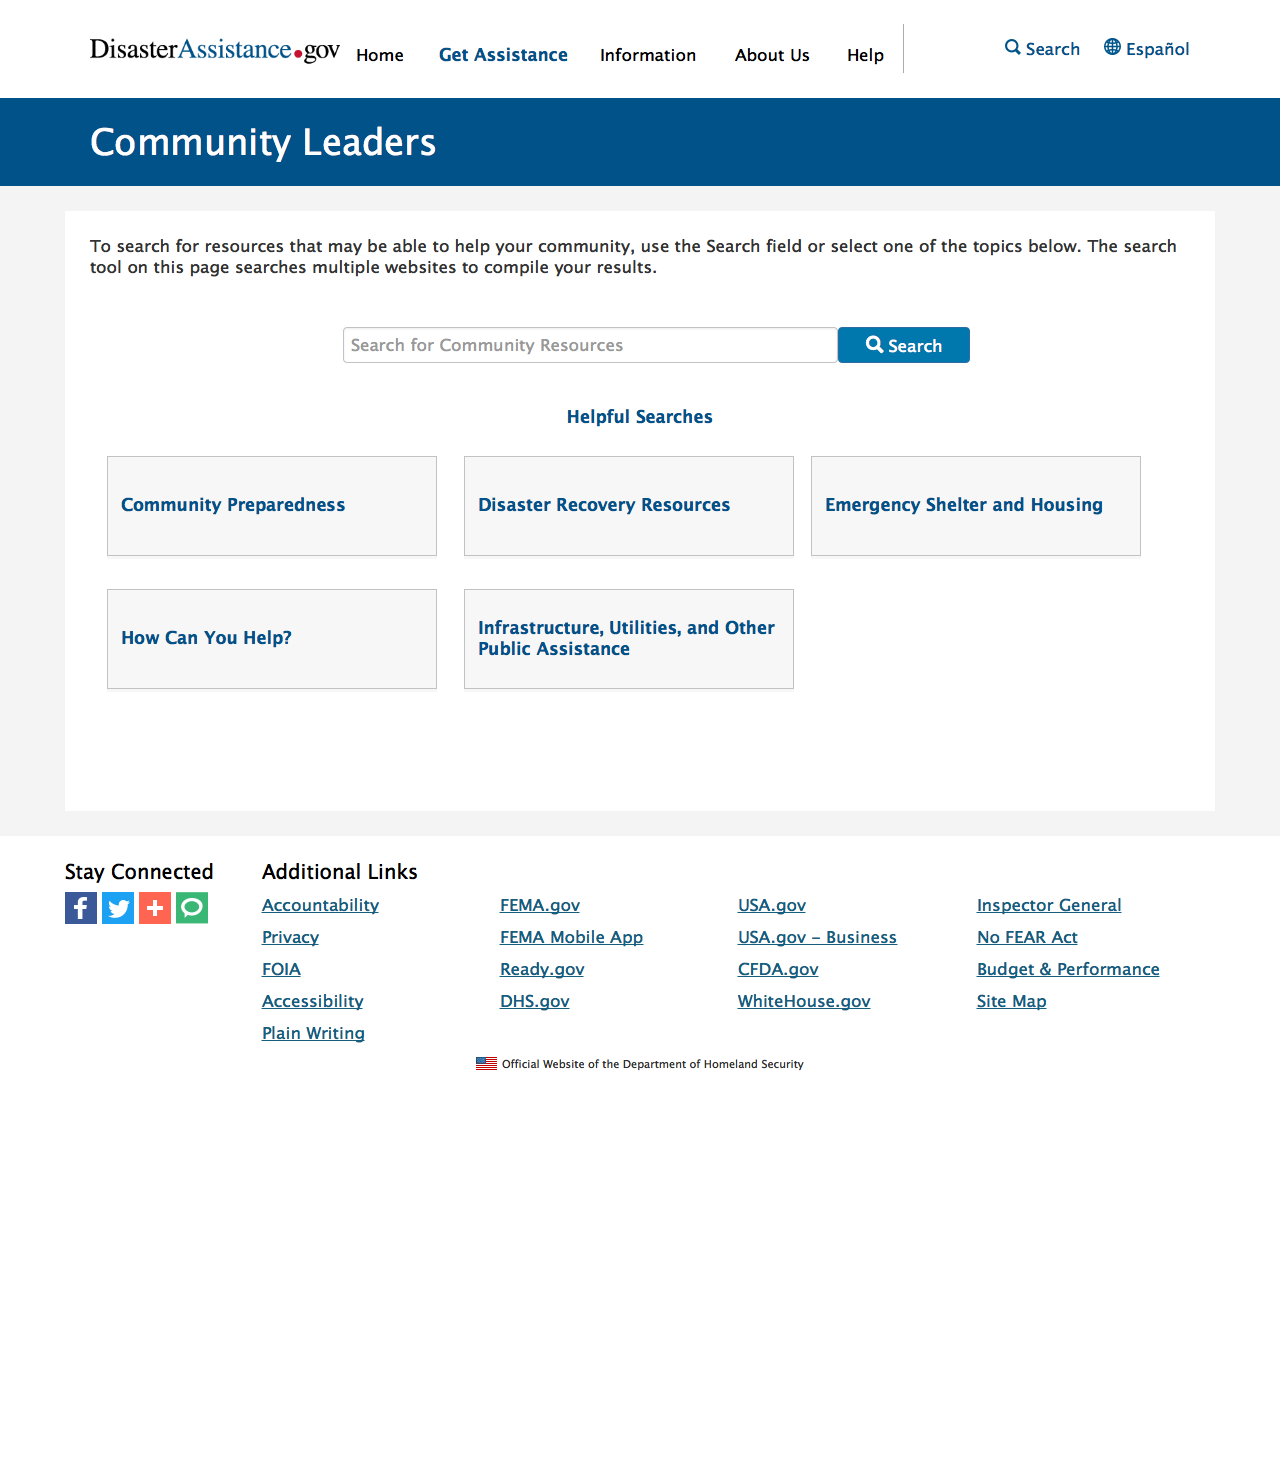 DisasterAssistance.gov Home Get Assistance Information About Us Help Search Español
Community Leaders
To search for resources that may be able to help your community, use the Search field or select one of the topics below. The search
tool on this page searches multiple websites to compile your results.
Search for Community Resources Search
Helpful Searches
Community Preparedness Disaster Recovery Resources Emergency Shelter and Housing
How Can You Help?
Infrastructure, Utilities, and Other
Public Assistance
Stay Connected Additional Links
Accountability FEMA.gov USA.gov Inspector General
Privacy FEMA Mobile App USA.gov – Business No FEAR Act
FOIA Ready.gov CFDA.gov Budget & Performance
Accessibility DHS.gov WhiteHouse.gov Site Map
Plain Writing
Official Website of the Department of Homeland Security